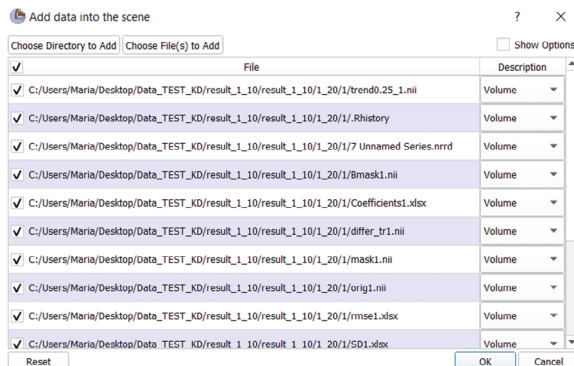 Add data into the scene ? ×
Choose Directory to Add Choose File(s) to Add Show Options
File Description
C:/Users/Maria/Desktop/Data_TEST_KD/result_1_10/result_1_10/1_20/1/trend0.25_1.nii Volume
C:/Users/Maria/Desktop/Data_TEST_KD/result_1_10/result_1_10/1_20/1/.Rhistory Volume
C:/Users/Maria/Desktop/Data_TEST_KD/result_1_10/result_1_10/1_20/1/7 Unnamed Series.nrrd Volume
C:/Users/Maria/Desktop/Data_TEST_KD/result_1_10/result_1_10/1_20/1/Bmask1.nii Volume
C:/Users/Maria/Desktop/Data_TEST_KD/result_1_10/result_1_10/1_20/1/Coefficients1.xlsx Volume
C:/Users/Maria/Desktop/Data_TEST_KD/result_1_10/result_1_10/1_20/1/differ_tr1.nii Volume
C:/Users/Maria/Desktop/Data_TEST_KD/result_1_10/result_1_10/1_20/1/mask1.nii Volume
C:/Users/Maria/Desktop/Data_TEST_KD/result_1_10/result_1_10/1_20/1/orig1.nii Volume
C:/Users/Maria/Desktop/Data_TEST_KD/result_1_10/result_1_10/1_20/1/rmse1.xlsx Volume
C:/Users/Maria/Desktop/Data_TEST_KD/result_1_10/result_1_10/1_20/1/SD1.xlsx Volume
Reset OK Cancel